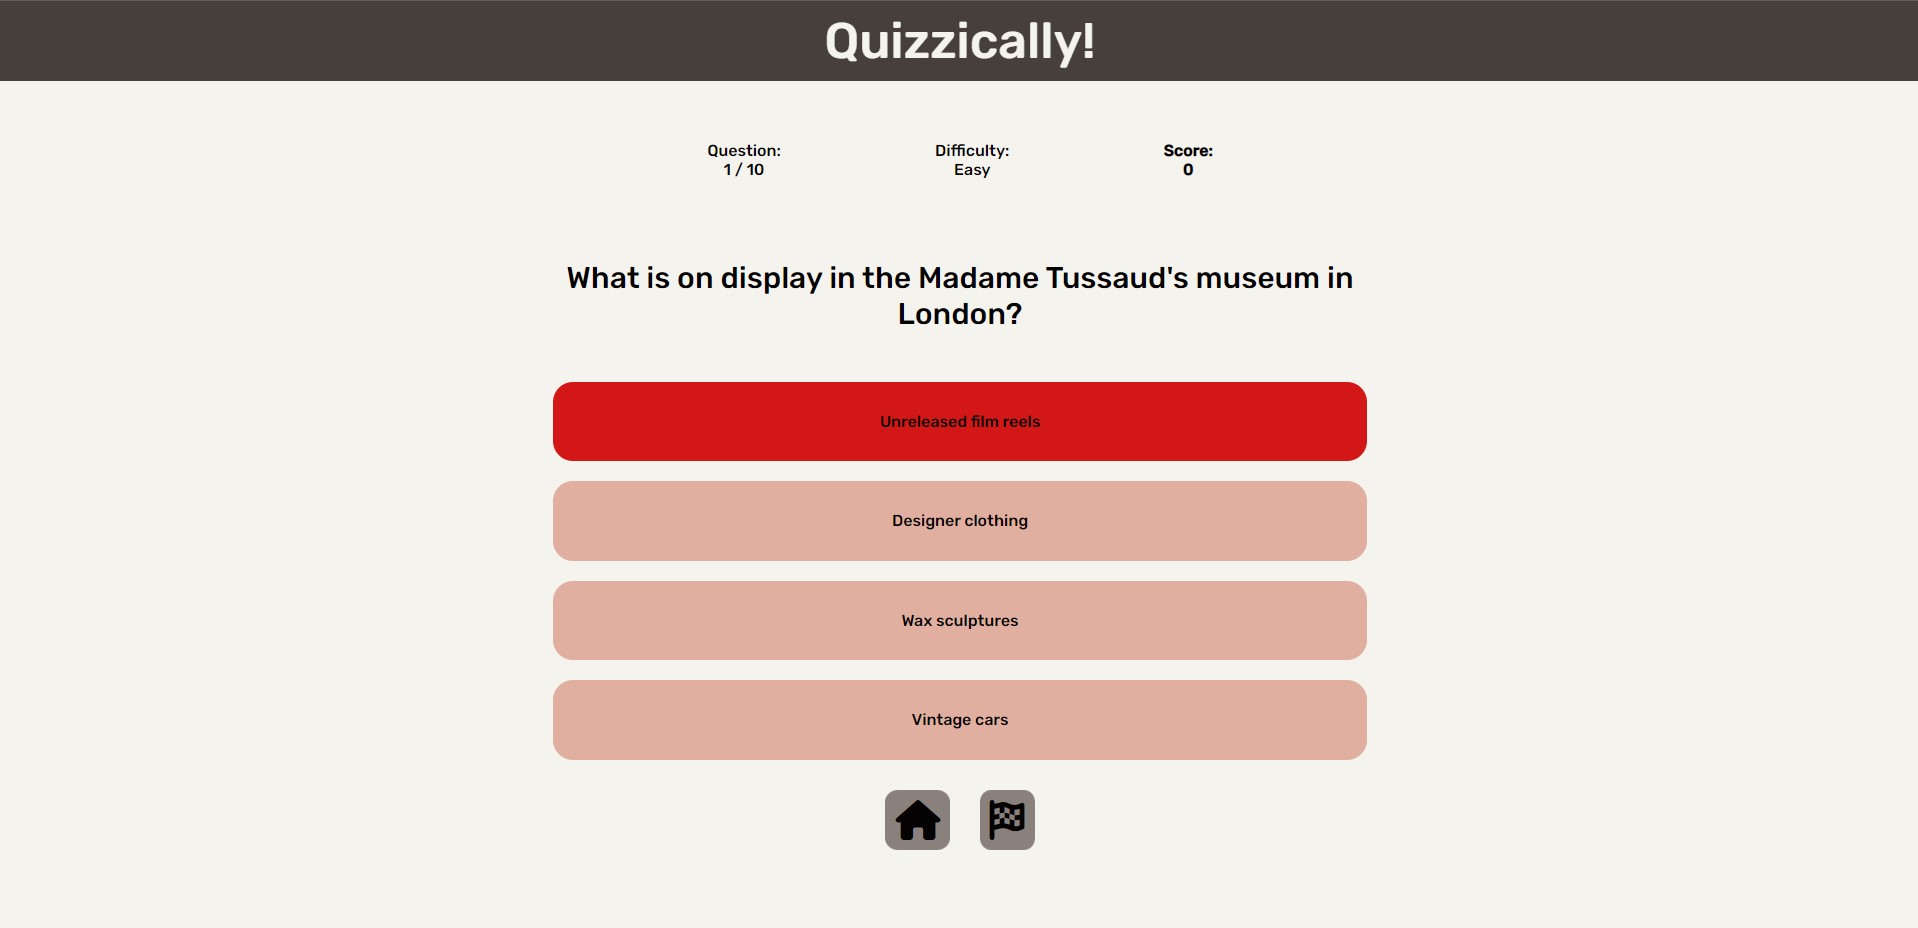 Quizzically!
Question:
1 / 10
Difficulty:
Easy
Score:
0
What is on display in the Madame Tussaud's museum in
London?
Unreleased film reels
Designer clothing
Wax sculptures
Vintage cars